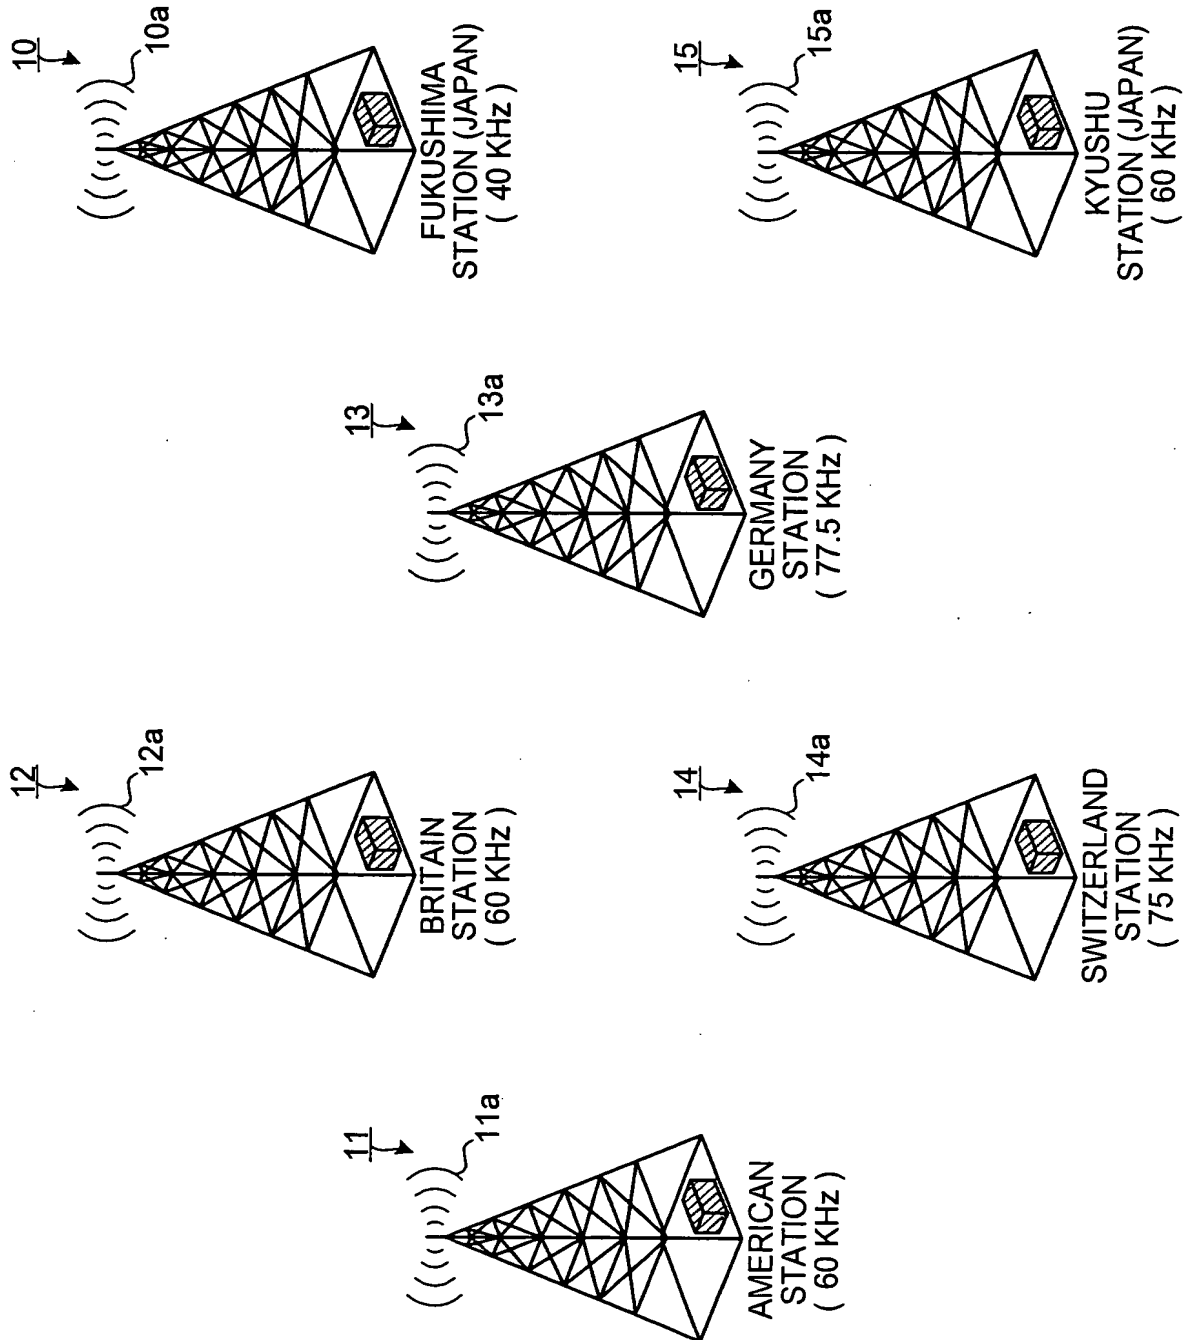 10
10a
FUKUSHIMA
STATION (JAPAN)
( 40 KHz )
15
15a
KYUSHU
STATION (JAPAN)
( 60 KHz )
13
13a
GERMANY
STATION
( 77.5 KHz )
12
12a
BRITAIN
STATION
( 60 KHz )
14
14a
SWITZERLAND
STATION
( 75 KHz )
11
11a
AMERICAN
STATION
( 60 KHz )